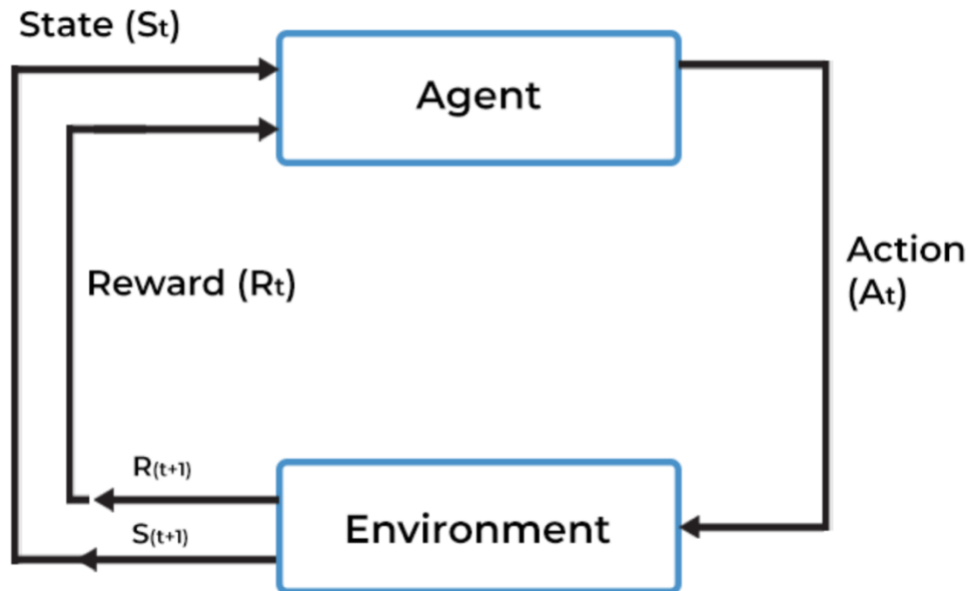 State (St)
Agent
Action
(At)
Reward (Rt)
R(t+1)
S(t+1)
Environment